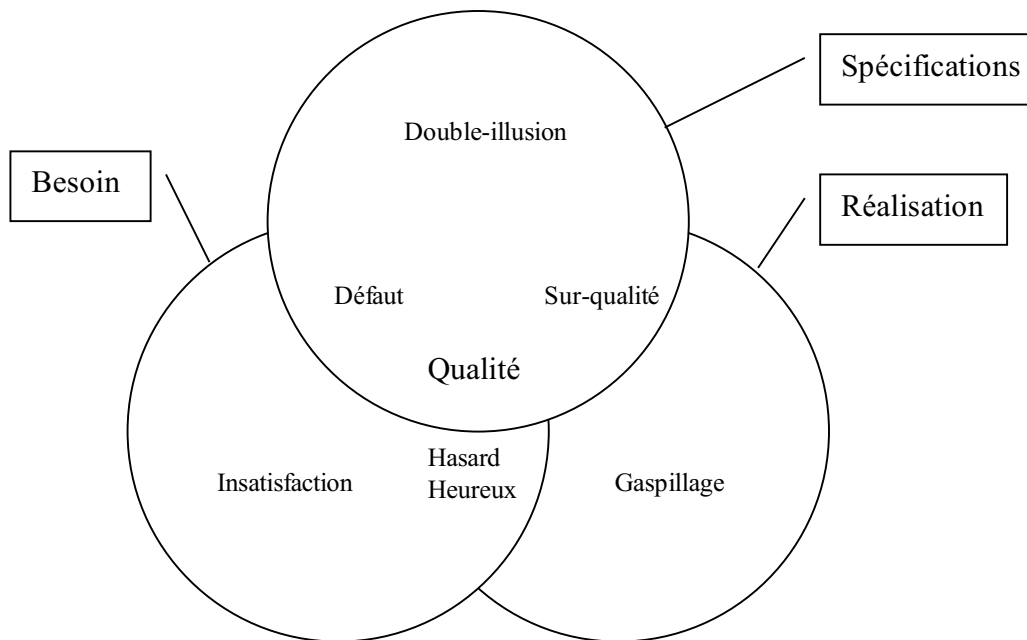 Spécifications
Double-illusion
Besoin
Réalisation
Défaut
Sur-qualité
Qualité
Hasard
Heureux
Insatisfaction
Gaspillage